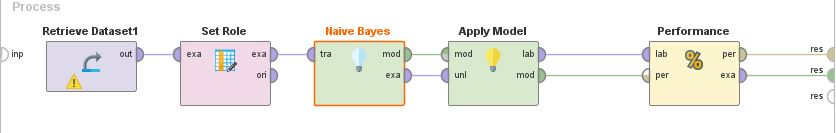 Process
Retrieve Dataset1
Set Role
Naive Bayes
Apply Model
Performance
inp
out
exa
exa
ori
tra
mod
exa
mod
lab
unl
mod
lab
per
per
exa
%
res
res
res